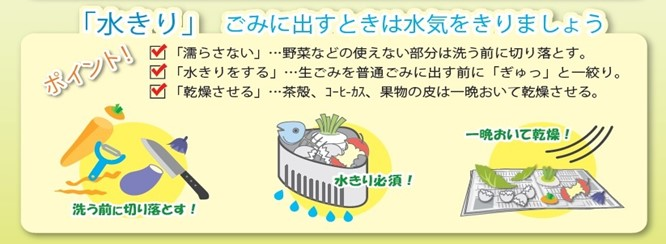 「水きり」 ごみに出すときは水気をきりましょう
ポイント!
「濡らさない」…野菜などの使えない部分は洗う前に切り落とす。
「水きりをする」…生ごみを普通ごみに出す前に「ぎゅっ」と一絞り。
「乾燥させる」…茶殻、ｺｰﾋｰｶｽ、果物の皮は一晩おいて乾燥させる。
洗う前に切り落とす!
水きり必須!
一晩おいて乾燥!